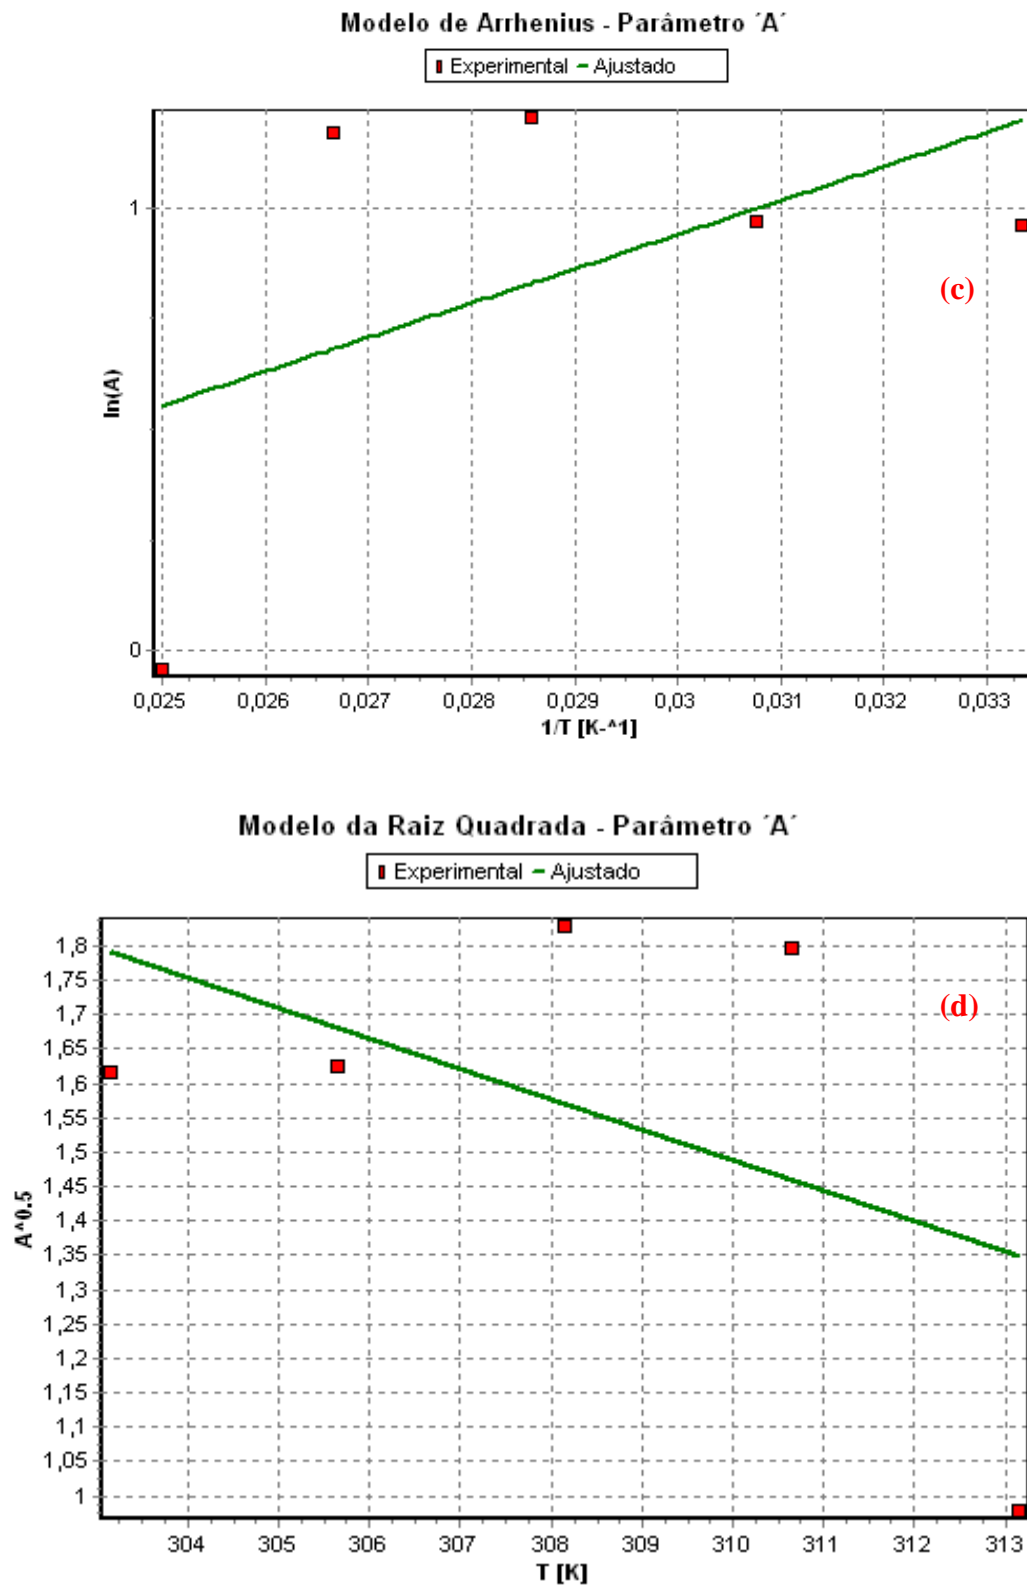 Modelo de Arrhenius - Parâmetro ´A´
Experimental Ajustado
1
(c)
ln(A)
0
0,025 0,026 0,027 0,028 0,029 0,03 0,031 0,032 0,033
1/T [K-^1]
Modelo da Raiz Quadrada - Parâmetro ´A´
Experimental Ajustado
1,8
1,75
(d)
1,7
1,65
1,6
1,55
1,5
1,45
1,4
A^0.5
1,35
1,3
1,25
1,2
1,15
1,1
1,05
1
304 305 306 307 308 309 310 311 312 313
T [K]